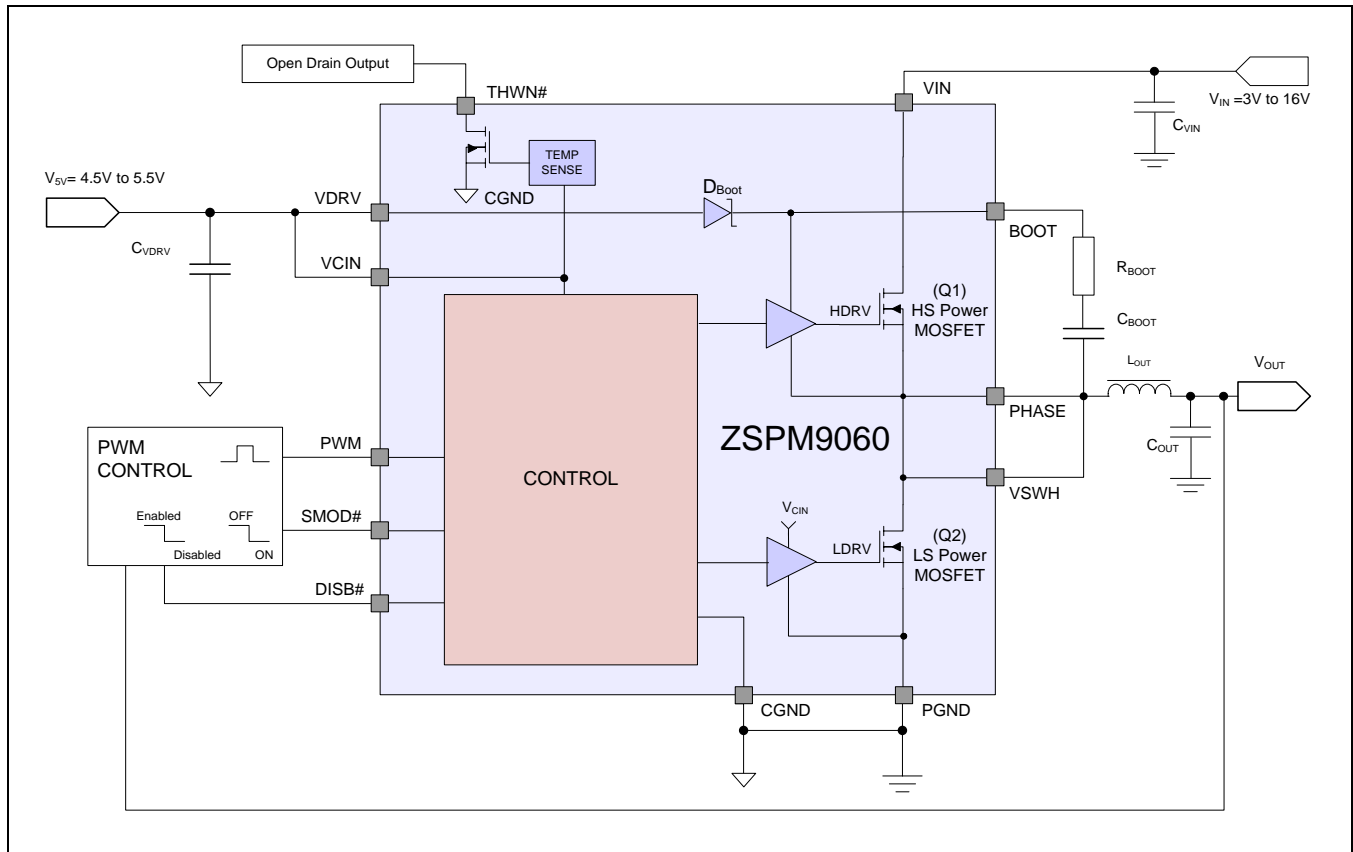 Open Drain Output
THWN#
VIN
V_IN =3V to 16V
C_VIN
TEMP
SENSE
V_5V= 4.5V to 5.5V
CGND
D_Boot
VDRV
BOOT
C_VDRV
VCIN
R_BOOT
(Q1)
HS Power
MOSFET
HDRV
C_BOOT
L_OUT
V_OUT
PHASE
ZSPM9060
C_OUT
PWM
CONTROL
PWM
CONTROL
VSWH
Enabled
Disabled
OFF
ON
SMOD#
V_CIN
(Q2)
LS Power
MOSFET
LDRV
DISB#
CGND
PGND